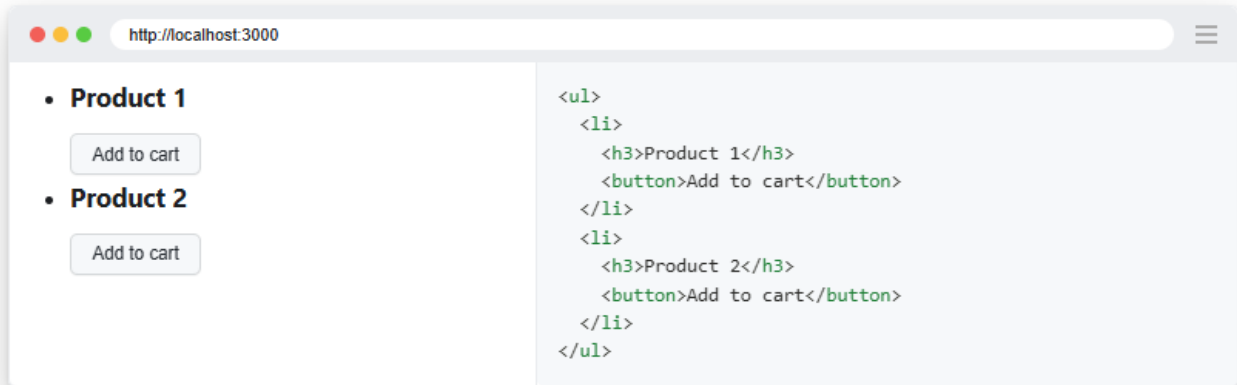 http://localhost:3000
Product 1
Add to cart
Product 2
Add to cart
<ul>
  <li>
    <h3>Product 1</h3>
    <button>Add to cart</button>
  </li>
  <li>
    <h3>Product 2</h3>
    <button>Add to cart</button>
  </li>
</ul>